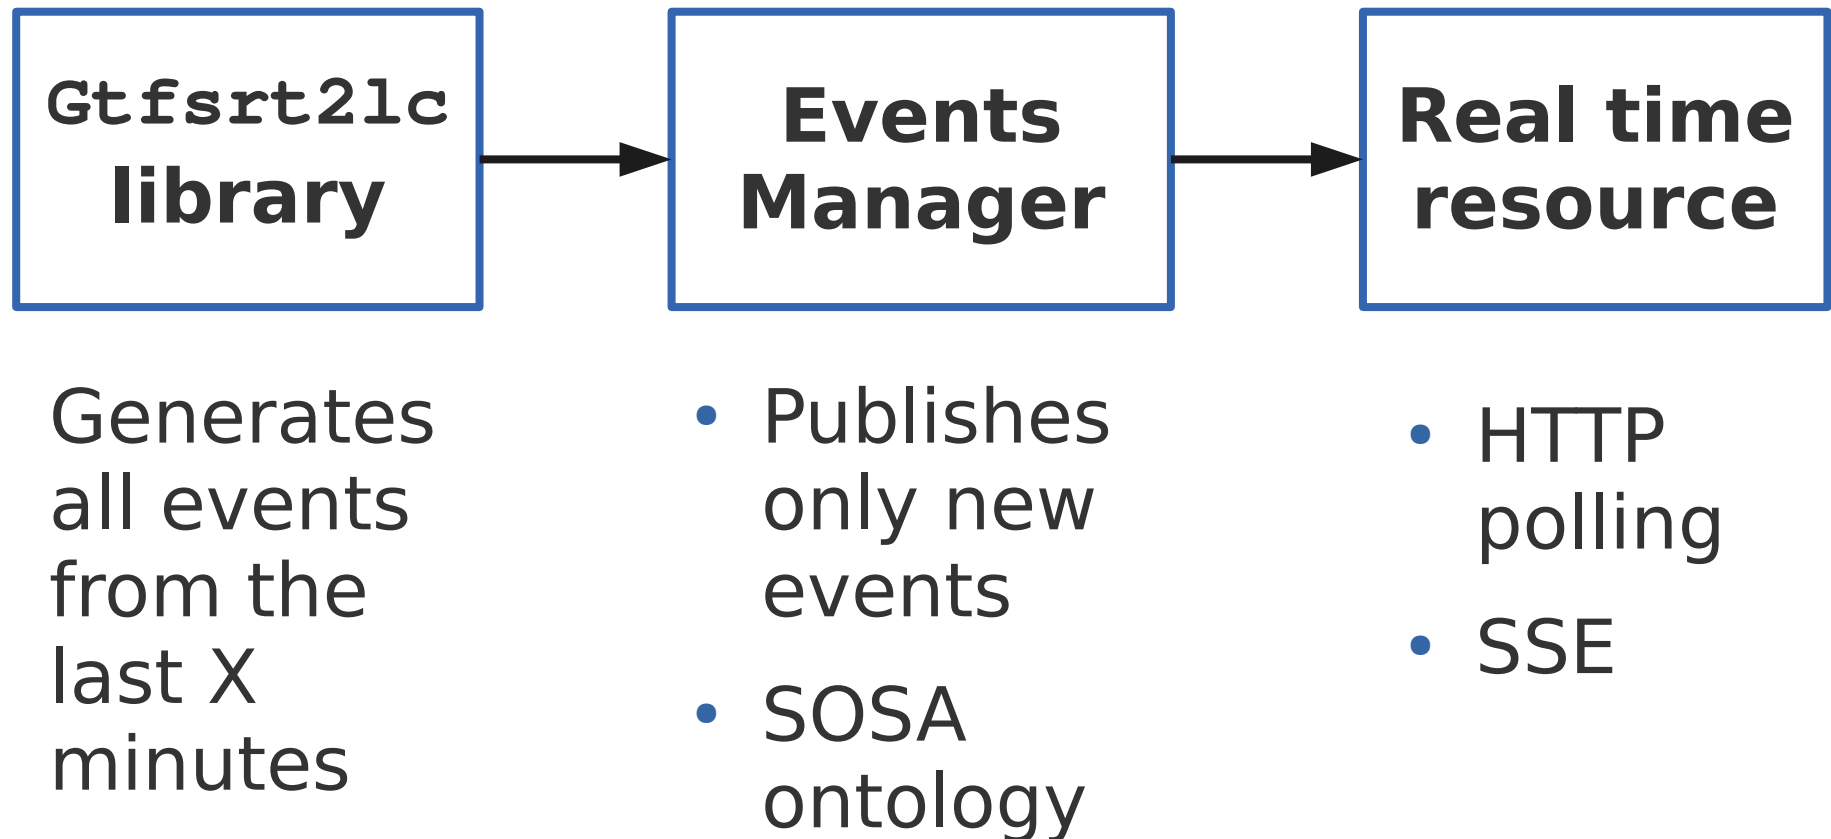 Gtfsrt2lc
library
Events
Manager
Real time
resource
Generates
all events
from the
last X
minutes
• Publishes
only new
events
• SOSA
ontology
• HTTP
polling
• SSE